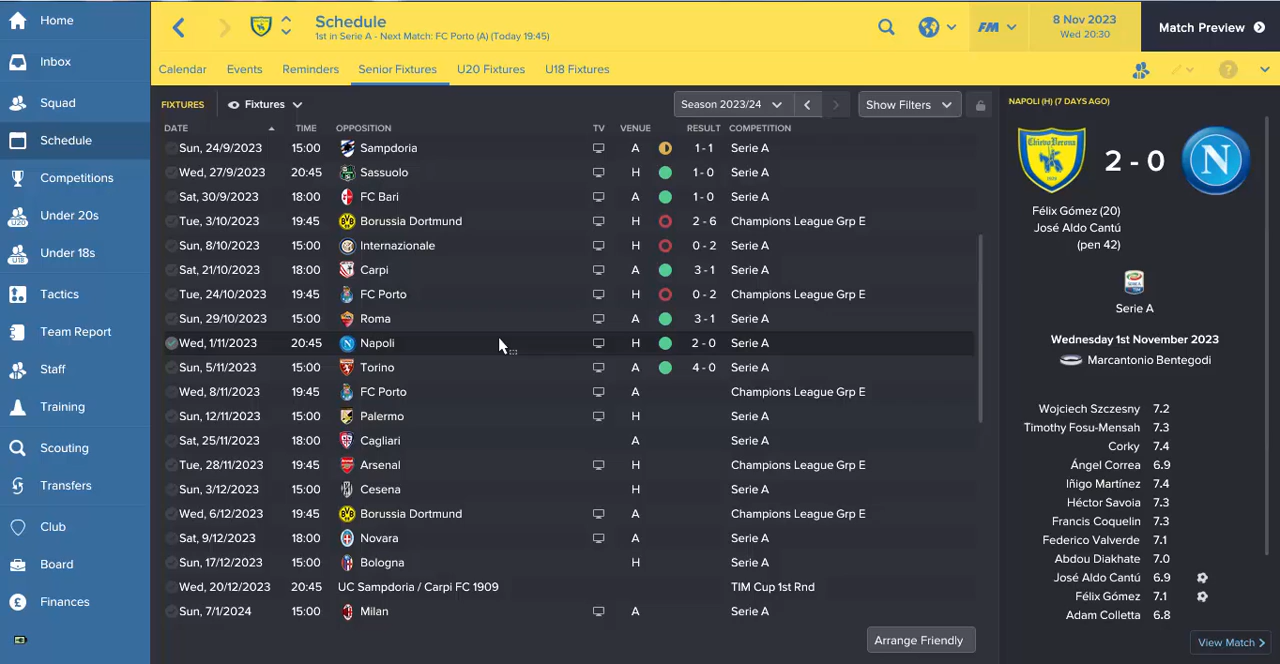 Home
Inbox
Squad
Schedule
Competitions
Under 20s
Under 18s
Tactics
Team Report
Staff
Training
Scouting
Transfers
Club
Board
Finances
Schedule
1st in Serie A - Next Match: FC Porto (A) (Today 19:45)
FM
8 Nov 2023
Wed 20:30
Match Preview
Calendar Events Reminders Senior Fixtures U20 Fixtures U18 Fixtures
FIXTURES Fixtures Season 2023/24 Show Filters
DATE TIME OPPOSITION TV VENUE RESULT COMPETITION
Sun, 24/9/2023 15:00 Sampdoria A 1 - 1 Serie A
Wed, 27/9/2023 20:45 Sassuolo H 1 - 0 Serie A
Sat, 30/9/2023 18:00 FC Bari A 1 - 0 Serie A
Tue, 3/10/2023 19:45 Borussia Dortmund H 2 - 6 Champions League Grp E
Sun, 8/10/2023 15:00 Internazionale H 0 - 2 Serie A
Sat, 21/10/2023 18:00 Carpi A 3 - 1 Serie A
Tue, 24/10/2023 19:45 FC Porto H 0 - 2 Champions League Grp E
Sun, 29/10/2023 15:00 Roma A 3 - 1 Serie A
Wed, 1/11/2023 20:45 Napoli H 2 - 0 Serie A
Sun, 5/11/2023 15:00 Torino A 4 - 0 Serie A
Wed, 8/11/2023 19:45 FC Porto A Champions League Grp E
Sun, 12/11/2023 15:00 Palermo H Serie A
Sat, 25/11/2023 18:00 Cagliari A Serie A
Tue, 28/11/2023 19:45 Arsenal H Champions League Grp E
Sun, 3/12/2023 15:00 Cesena H Serie A
Wed, 6/12/2023 19:45 Borussia Dortmund A Champions League Grp E
Sat, 9/12/2023 18:00 Novara A Serie A
Sun, 17/12/2023 15:00 Bologna H Serie A
Wed, 20/12/2023 20:45 UC Sampdoria / Carpi FC 1909 TIM Cup 1st Rnd
Sun, 7/1/2024 15:00 Milan A Serie A
Arrange Friendly
NAPOLI (H) (7 DAYS AGO)
2 - 0
Félix Gómez (20)
José Aldo Cantú
(pen 42)
Serie A
Wednesday 1st November 2023
Marcantonio Bentegodi
Wojciech Szczesny 7.2
Timothy Fosu-Mensah 7.3
Corky 7.4
Ángel Correa 6.9
Iñigo Martínez 7.4
Héctor Savoia 7.3
Francis Coquelin 7.3
Federico Valverde 7.1
Abdou Diakhate 7.0
José Aldo Cantú 6.9
Félix Gómez 7.1
Adam Colletta 6.8
View Match